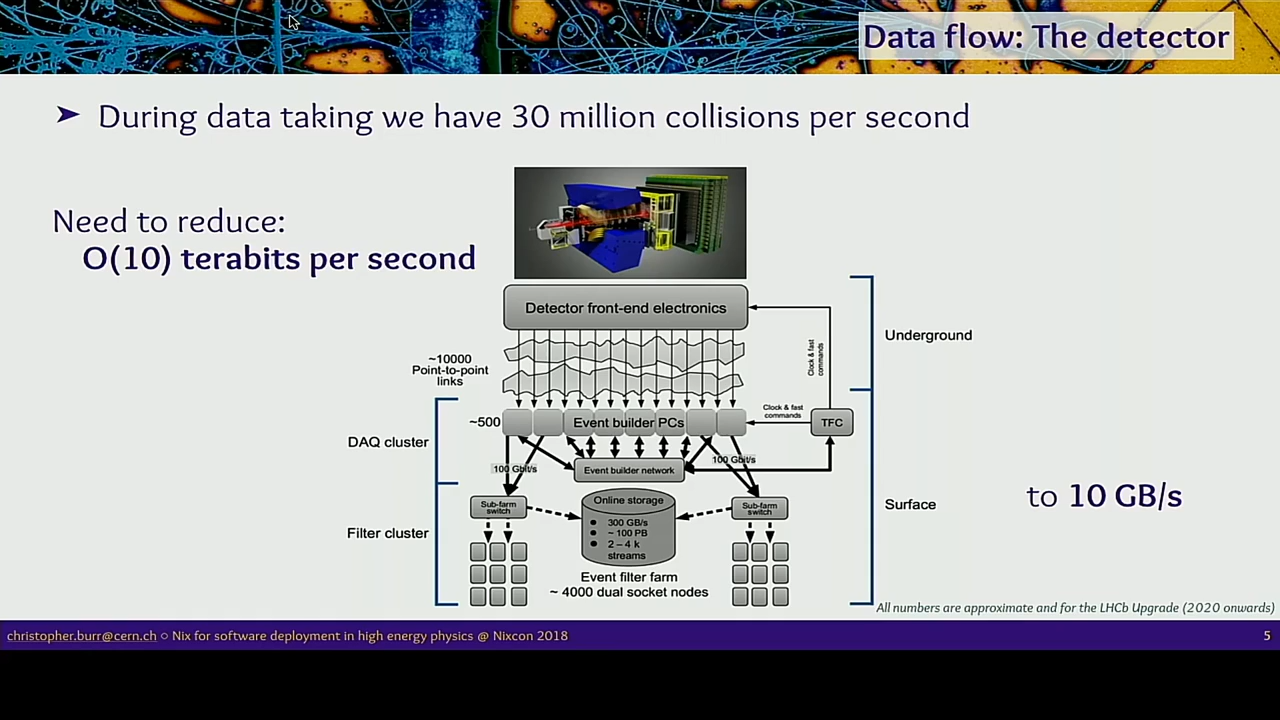 Data flow: The detector
➤ During data taking we have 30 million collisions per second
Need to reduce:
O(10) terabits per second
Detector front-end electronics
~10000
Point-to-point
links
Clock & fast
commands
Underground
~500
Event builder PCs
Clock & fast
commands
TFC
DAQ cluster
100 Gbit/s
Event builder network
100 Gbit/s
to 10 GB/s
Sub-farm
switch
Online storage
● 300 GB/s
● ~ 100 PB
● 2 – 4 k
streams
Sub-farm
switch
Surface
Filter cluster
Event filter farm
~ 4000 dual socket nodes
All numbers are approximate and for the LHCb Upgrade (2020 onwards)
christopher.burr@cern.ch ○ Nix for software deployment in high energy physics @ Nixcon 2018
5